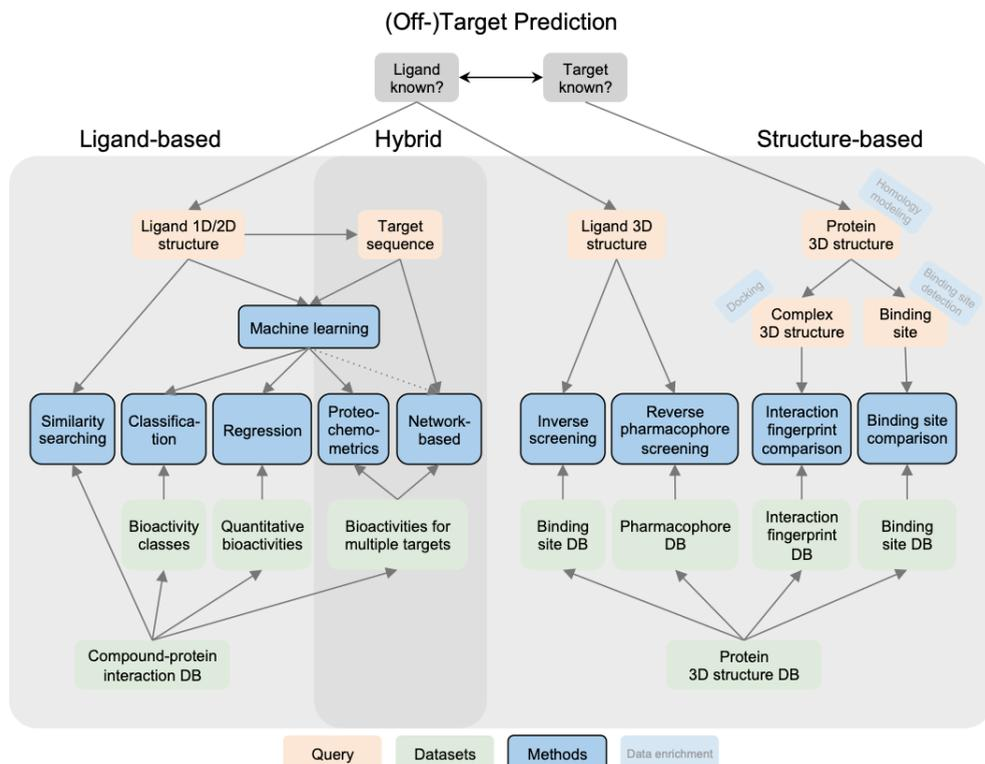 (Off-)Target Prediction
Ligand
known?
Target
known?
Ligand-based
Hybrid
Structure-based
Homology
modeling
Ligand 1D/2D
structure
Target
sequence
Ligand 3D
structure
Protein
3D structure
Docking
Binding site
detection
Complex
3D structure
Binding
site
Machine learning
Similarity
searching
Classifica-
tion
Regression
Proteo-
chemo-
metrics
Network-
based
Inverse
screening
Reverse
pharmacophore
screening
Interaction
fingerprint
comparison
Binding site
comparison
Bioactivity
classes
Quantitative
bioactivities
Bioactivities for
multiple targets
Binding
site DB
Pharmacophore
DB
Interaction
fingerprint
DB
Binding
site DB
Compound-protein
interaction DB
Protein
3D structure DB
Query
Datasets
Methods
Data enrichment